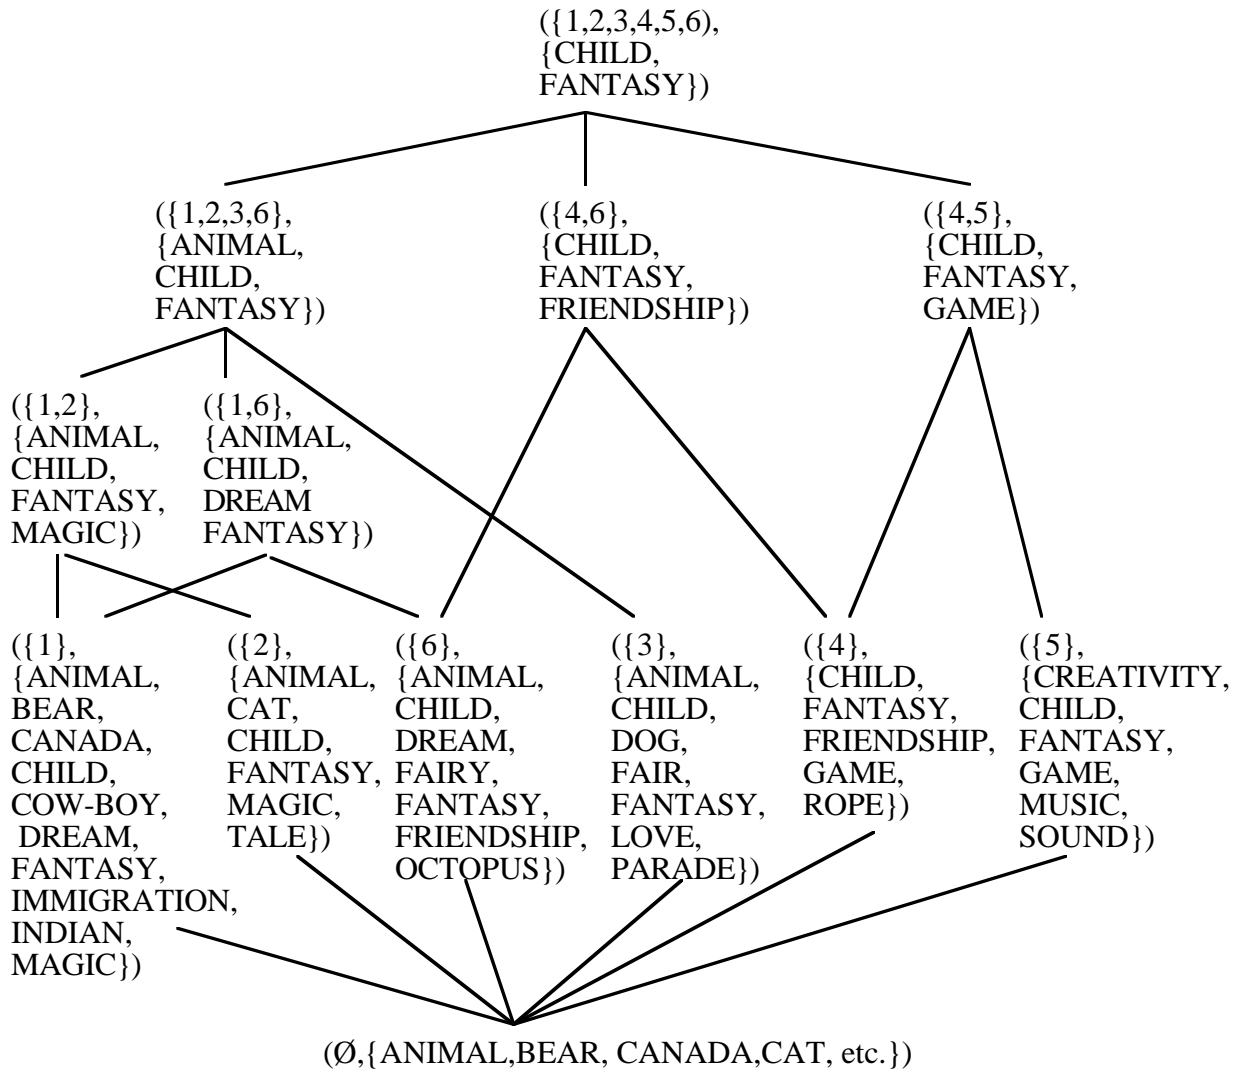 ({1,2,3,4,5,6},
{CHILD,
FANTASY})
({1,2,3,6},
{ANIMAL,
CHILD,
FANTASY})
({4,6},
{CHILD,
FANTASY,
FRIENDSHIP})
({4,5},
{CHILD,
FANTASY,
GAME})
({1,2},
{ANIMAL,
CHILD,
FANTASY,
MAGIC})
({1,6},
{ANIMAL,
CHILD,
DREAM
FANTASY})
({1},
{ANIMAL,
BEAR,
CANADA,
CHILD,
COW-BOY,
DREAM,
FANTASY,
IMMIGRATION,
INDIAN,
MAGIC})
({2},
{ANIMAL,
CAT,
CHILD,
FANTASY,
MAGIC,
TALE})
({6},
{ANIMAL,
CHILD,
DREAM,
FAIRY,
FANTASY,
FRIENDSHIP,
OCTOPUS})
({3},
{ANIMAL,
CHILD,
DOG,
FAIR,
FANTASY,
LOVE,
PARADE})
({4},
{CHILD,
FANTASY,
FRIENDSHIP,
GAME,
ROPE})
({5},
{CREATIVITY,
CHILD,
FANTASY,
GAME,
MUSIC,
SOUND})
(Ø,{ANIMAL,BEAR, CANADA,CAT, etc.})